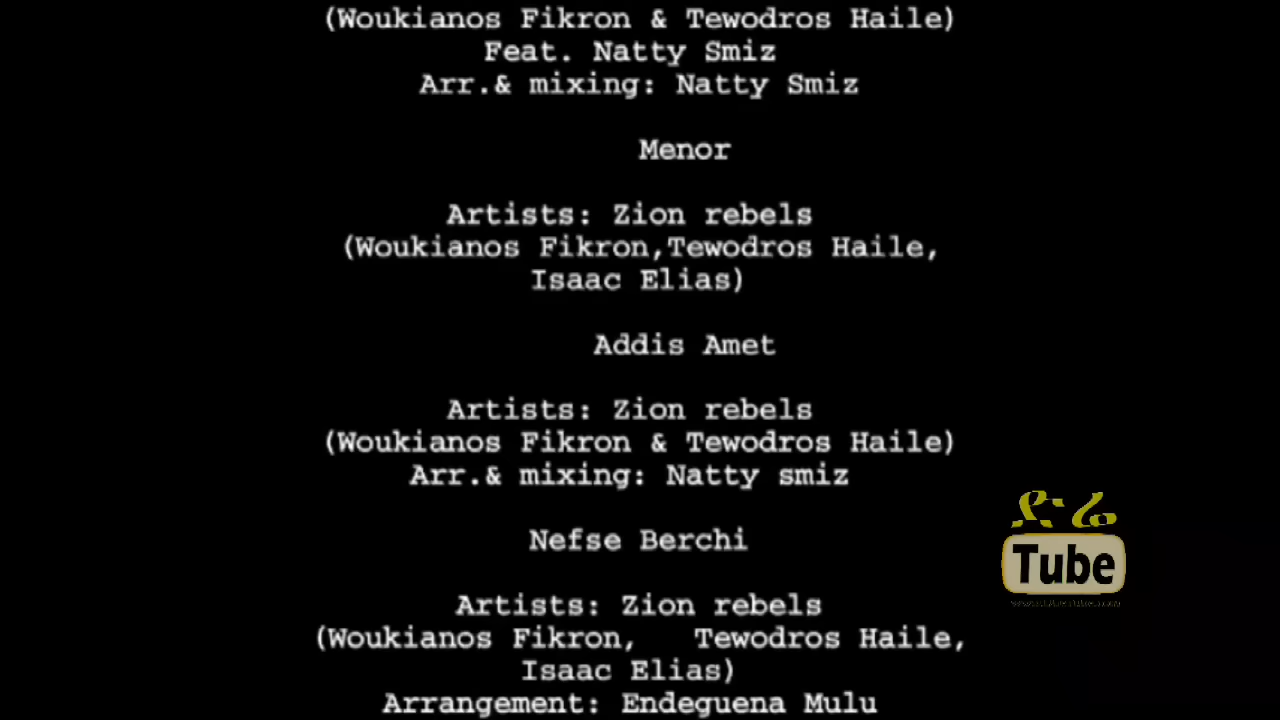 (Woukianos Fikron & Tewodros Haile)
Feat. Natty Smiz
Arr.& mixing: Natty Smiz
Menor
Artists: Zion rebels
(Woukianos Fikron,Tewodros Haile,
Isaac Elias)
Addis Amet
Artists: Zion rebels
(Woukianos Fikron & Tewodros Haile)
Arr.& mixing: Natty smiz
Nefse Berchi
Artists: Zion rebels
(Woukianos Fikron, Tewodros Haile,
Isaac Elias)
Arrangement: Endeguena Mulu
ድሬ
Tube